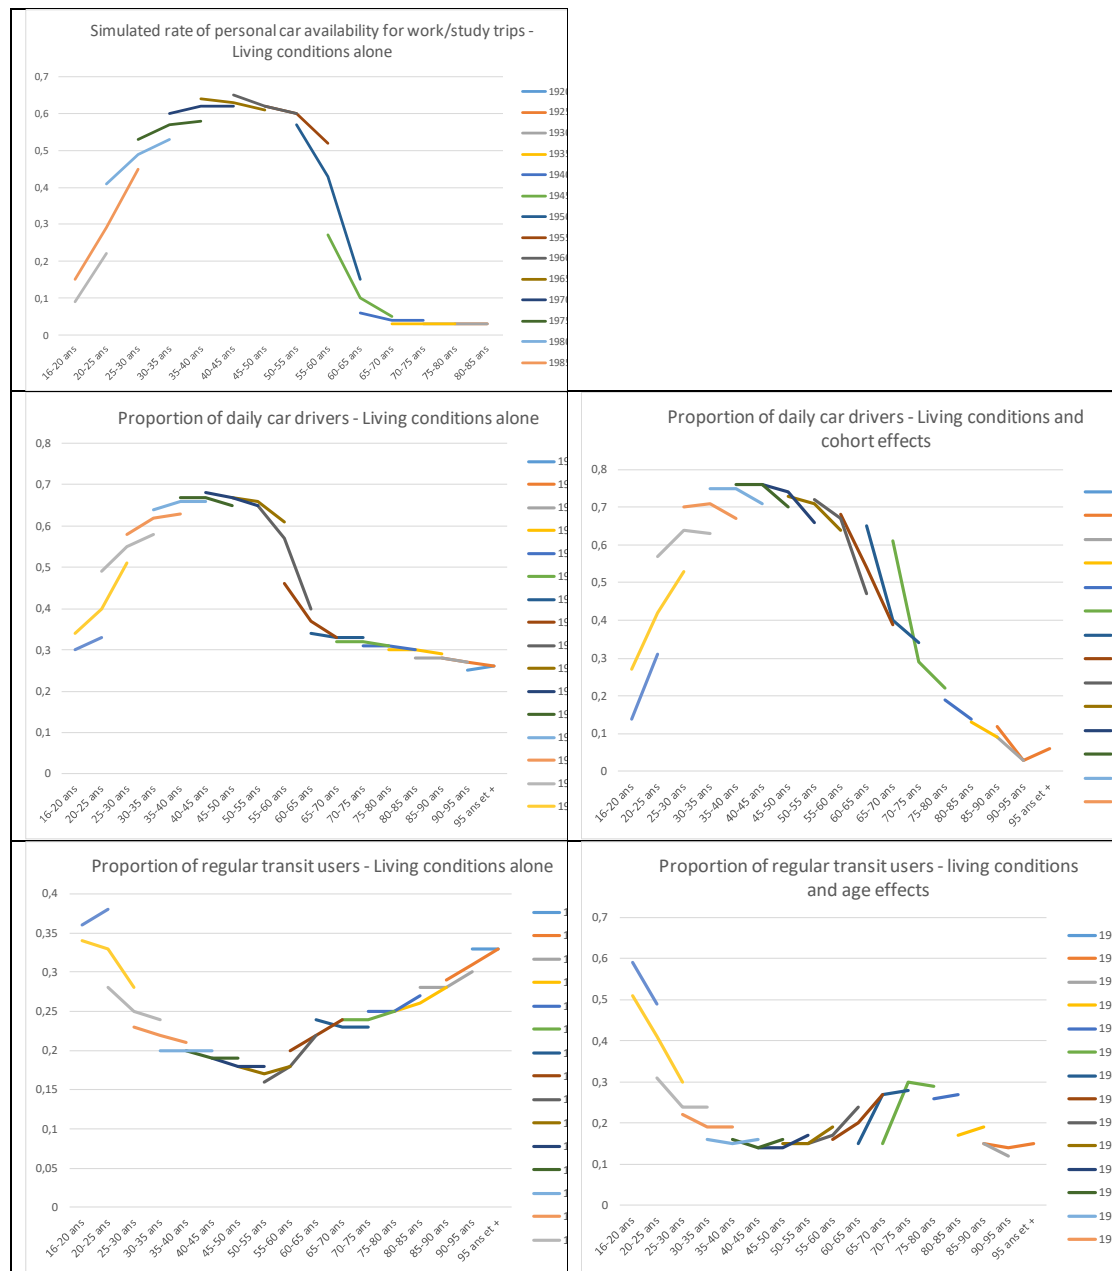 Simulated rate of personal car availability for work/study trips -
Living conditions alone
0,7
0,6
0,5
0,4
0,3
0,2
0,1
0
16-20 ans
20-25 ans
25-30 ans
30-35 ans
35-40 ans
40-45 ans
45-50 ans
50-55 ans
55-60 ans
60-65 ans
65-70 ans
70-75 ans
75-80 ans
80-85 ans
1920
1925
1930
1935
1940
1945
1950
1955
1960
1965
1970
1975
1980
1985
Proportion of daily car drivers - Living conditions alone
0,8
0,7
0,6
0,5
0,4
0,3
0,2
0,1
0
16-20 ans
20-25 ans
25-30 ans
30-35 ans
35-40 ans
40-45 ans
45-50 ans
50-55 ans
55-60 ans
60-65 ans
65-70 ans
70-75 ans
75-80 ans
80-85 ans
85-90 ans
90-95 ans
95 ans et +
Proportion of daily car drivers - Living conditions and
cohort effects
0,8
0,7
0,6
0,5
0,4
0,3
0,2
0,1
0
16-20 ans
20-25 ans
25-30 ans
30-35 ans
35-40 ans
40-45 ans
45-50 ans
50-55 ans
55-60 ans
60-65 ans
65-70 ans
70-75 ans
75-80 ans
80-85 ans
85-90 ans
90-95 ans
95 ans et +
Proportion of regular transit users - Living conditions alone
0,4
0,35
0,3
0,25
0,2
0,15
0,1
0,05
0
16-20 ans
20-25 ans
25-30 ans
30-35 ans
35-40 ans
40-45 ans
45-50 ans
50-55 ans
55-60 ans
60-65 ans
65-70 ans
70-75 ans
75-80 ans
80-85 ans
85-90 ans
90-95 ans
95 ans et +
Proportion of regular transit users - living conditions
and age effects
0,7
0,6
0,5
0,4
0,3
0,2
0,1
0
16-20 ans
20-25 ans
25-30 ans
30-35 ans
35-40 ans
40-45 ans
45-50 ans
50-55 ans
55-60 ans
60-65 ans
65-70 ans
70-75 ans
75-80 ans
80-85 ans
85-90 ans
90-95 ans
95 ans et +